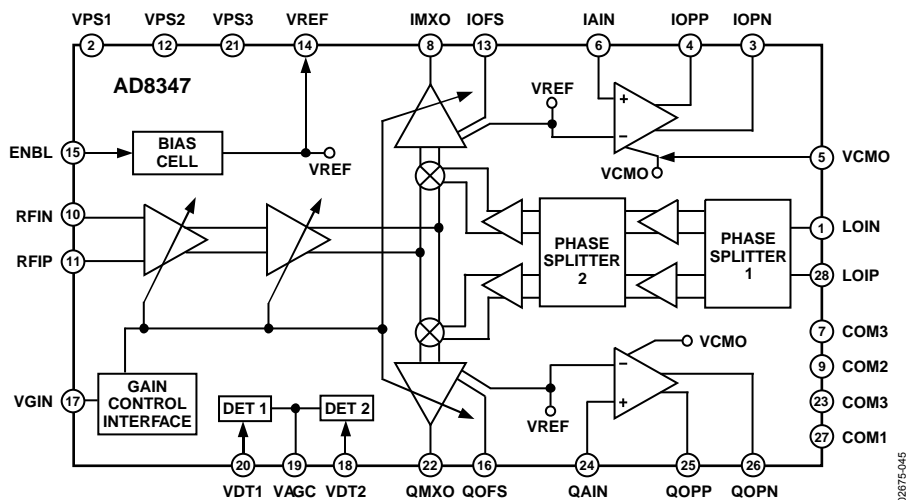 VPS1 VPS2 VPS3 VREF IMXO IOFS IAIN IOPP IOPN
2 12 21 14 8 13 6 4 3
AD8347
VREF
ENBL 15 BIAS CELL VREF
VCMO 5 VCMO
RFIN 10
RFIP 11
PHASE SPLITTER 2
PHASE SPLITTER 1
1 LOIN
28 LOIP
7 COM3
VCMO
9 COM2
VGIN 17 GAIN CONTROL INTERFACE
DET 1 DET 2
VREF
23 COM3
27 COM1
20 19 18 22 16 24 25 26
VDT1 VAGC VDT2 QMXO QOFS QAIN QOPP QOPN
+
−
−
+
02675-045